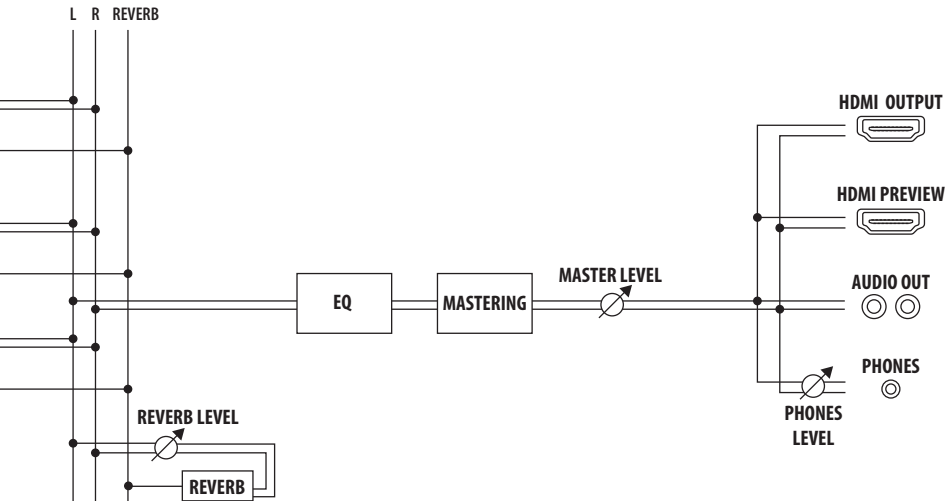 L R REVERB
HDMI OUTPUT
HDMI PREVIEW
MASTER LEVEL
AUDIO OUT
EQ
MASTERING
PHONES
PHONES
LEVEL
REVERB LEVEL
REVERB